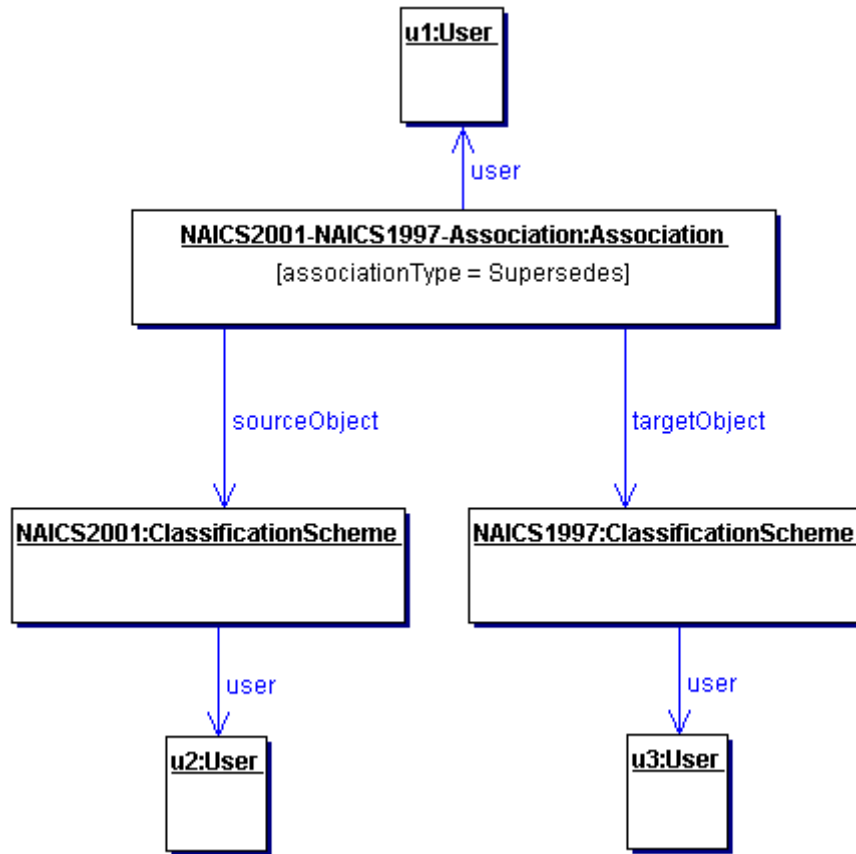 u1:User
user
NAICS2001-NAICS1997-Association:Association
[associationType = Supersedes]
sourceObject
targetObject
NAICS2001:ClassificationScheme
NAICS1997:ClassificationScheme
user
user
u2:User
u3:User